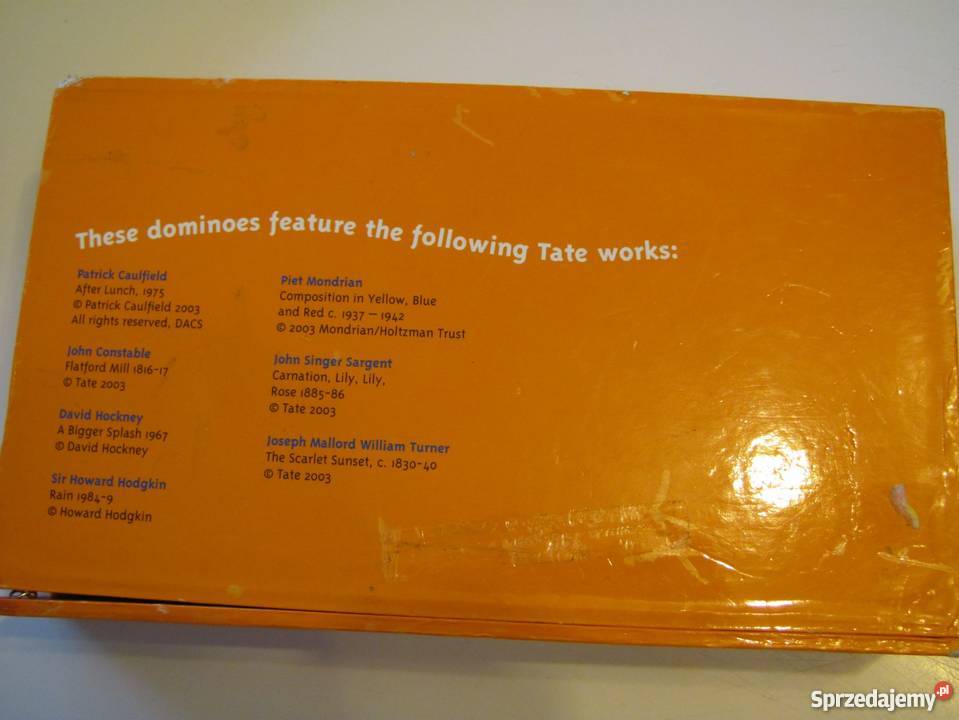 These dominoes feature the following Tate works:
Patrick Caulfield
After Lunch, 1975
© Patrick Caulfield 2003
All rights reserved, DACS
John Constable
Flatford Mill 1816-17
© Tate 2003
David Hockney
A Bigger Splash 1967
© David Hockney
Sir Howard Hodgkin
Rain 1984-9
© Howard Hodgkin
Piet Mondrian
Composition in Yellow, Blue
and Red c. 1937 – 1942
© 2003 Mondrian/Holtzman Trust
John Singer Sargent
Carnation, Lily, Lily,
Rose 1885-86
© Tate 2003
Joseph Mallord William Turner
The Scarlet Sunset, c. 1830-40
© Tate 2003
Sprzedajemy.pl